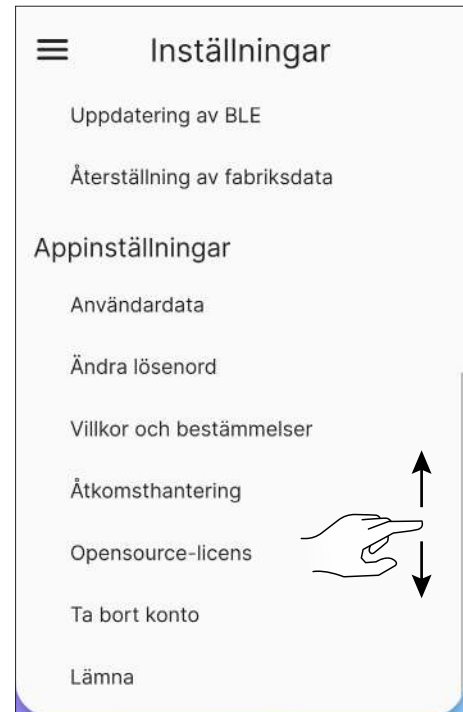 Inställningar
Uppdatering av BLE
Återställning av fabriksdata
Appinställningar
Användardata
Ändra lösenord
Villkor och bestämmelser
Åtkomsthantering
Opensource-licens
Ta bort konto
Lämna